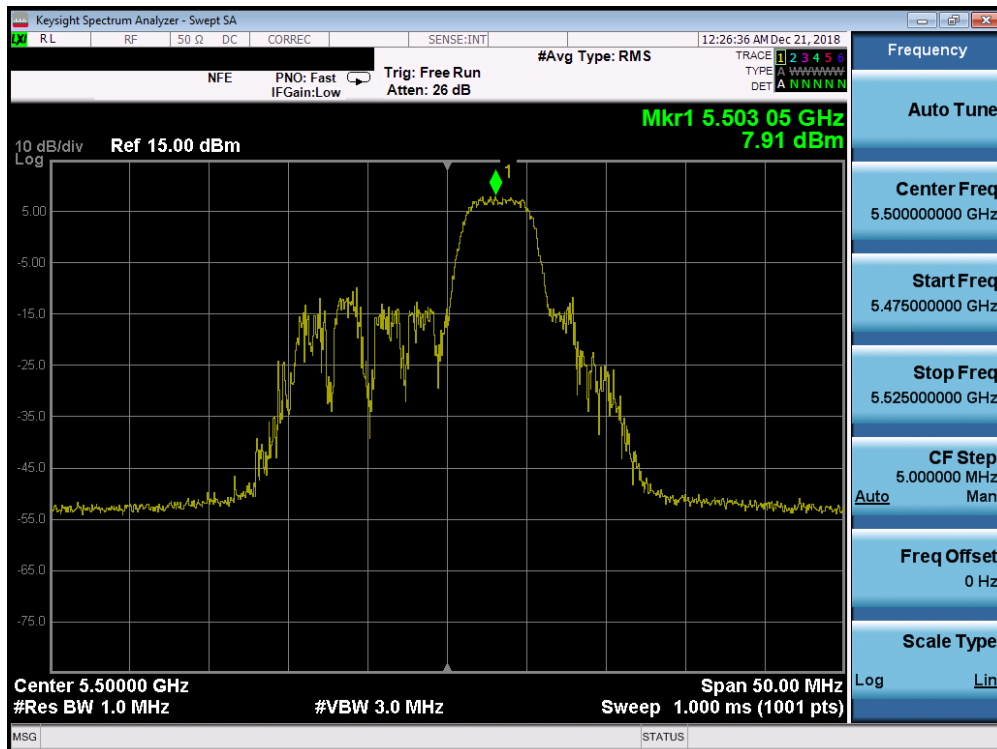 Keysight Spectrum Analyzer - Swept SA
LXI RL RF 50 Ω DC CORREC SENSE:INT 12:26:36 AM Dec 21, 2018
#Avg Type: RMS TRACE 1 2 3 4 5 6
NFE PNO: Fast Trig: Free Run TYPE A WWWWW
IFGain:Low Atten: 26 dB DET A N N N N N
Mkr1 5.503 05 GHz
7.91 dBm
10 dB/div Ref 15.00 dBm
Log
1
5.00
-5.00
-15.0
-25.0
-35.0
-45.0
-55.0
-65.0
-75.0
Center 5.50000 GHz Span 50.00 MHz
#Res BW 1.0 MHz #VBW 3.0 MHz Sweep 1.000 ms (1001 pts)
MSG STATUS
Frequency
Auto Tune
Center Freq
5.500000000 GHz
Start Freq
5.475000000 GHz
Stop Freq
5.525000000 GHz
CF Step
5.000000 MHz
Auto Man
Freq Offset
0 Hz
Scale Type
Log Lin